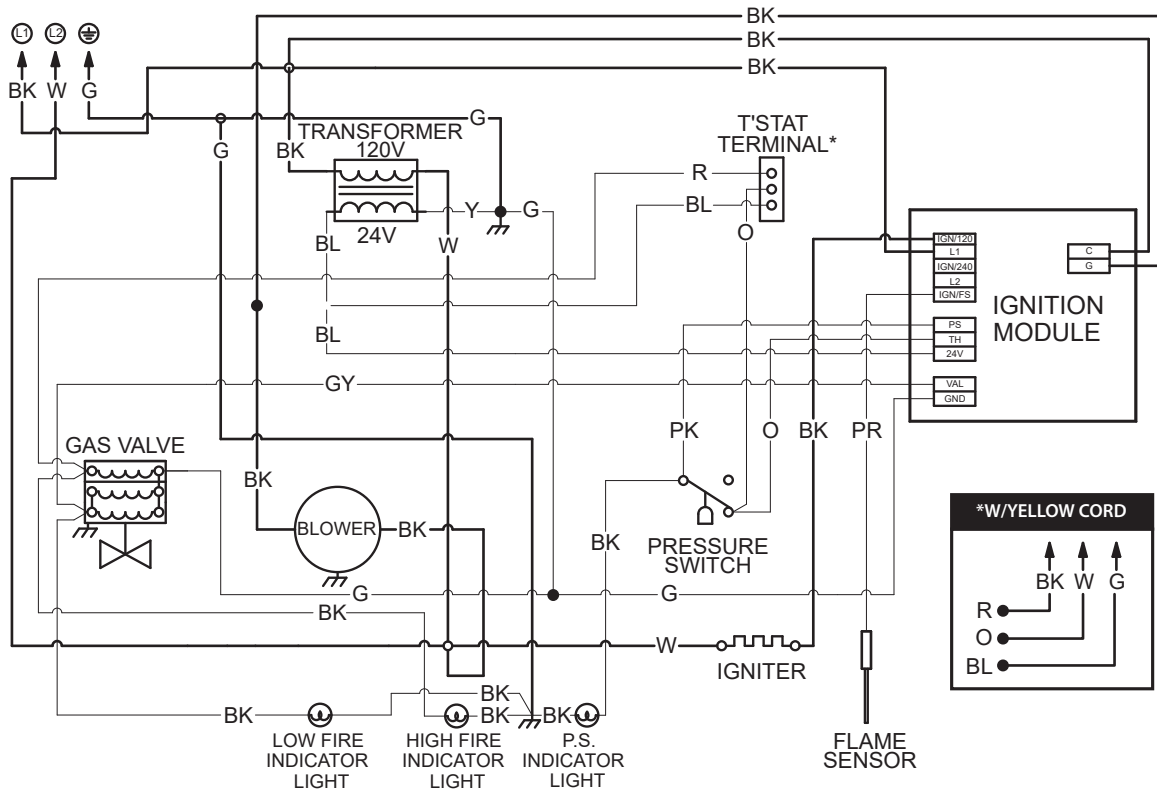 BK
L1 L2
BK
BK
BK W G
G
TRANSFORMER
120V
T'STAT
TERMINAL*
G
BK
R
Y
G
BL
24V
BL
W
O
IGN/120
L1
C
IGN/240
G
L2
IGN/FS
IGNITION
MODULE
BL
PS
TH
24V
GY
VAL
GND
PK
O
BK
PR
GAS VALVE
BK
*W/YELLOW CORD
BLOWER
BK
BK
PRESSURE
SWITCH
BK W G
G
G
R
BK
O
W
IGNITER
BL
BK
BK
BK
BK
LOW FIRE
INDICATOR
LIGHT
HIGH FIRE
INDICATOR
LIGHT
P.S.
INDICATOR
LIGHT
FLAME
SENSOR